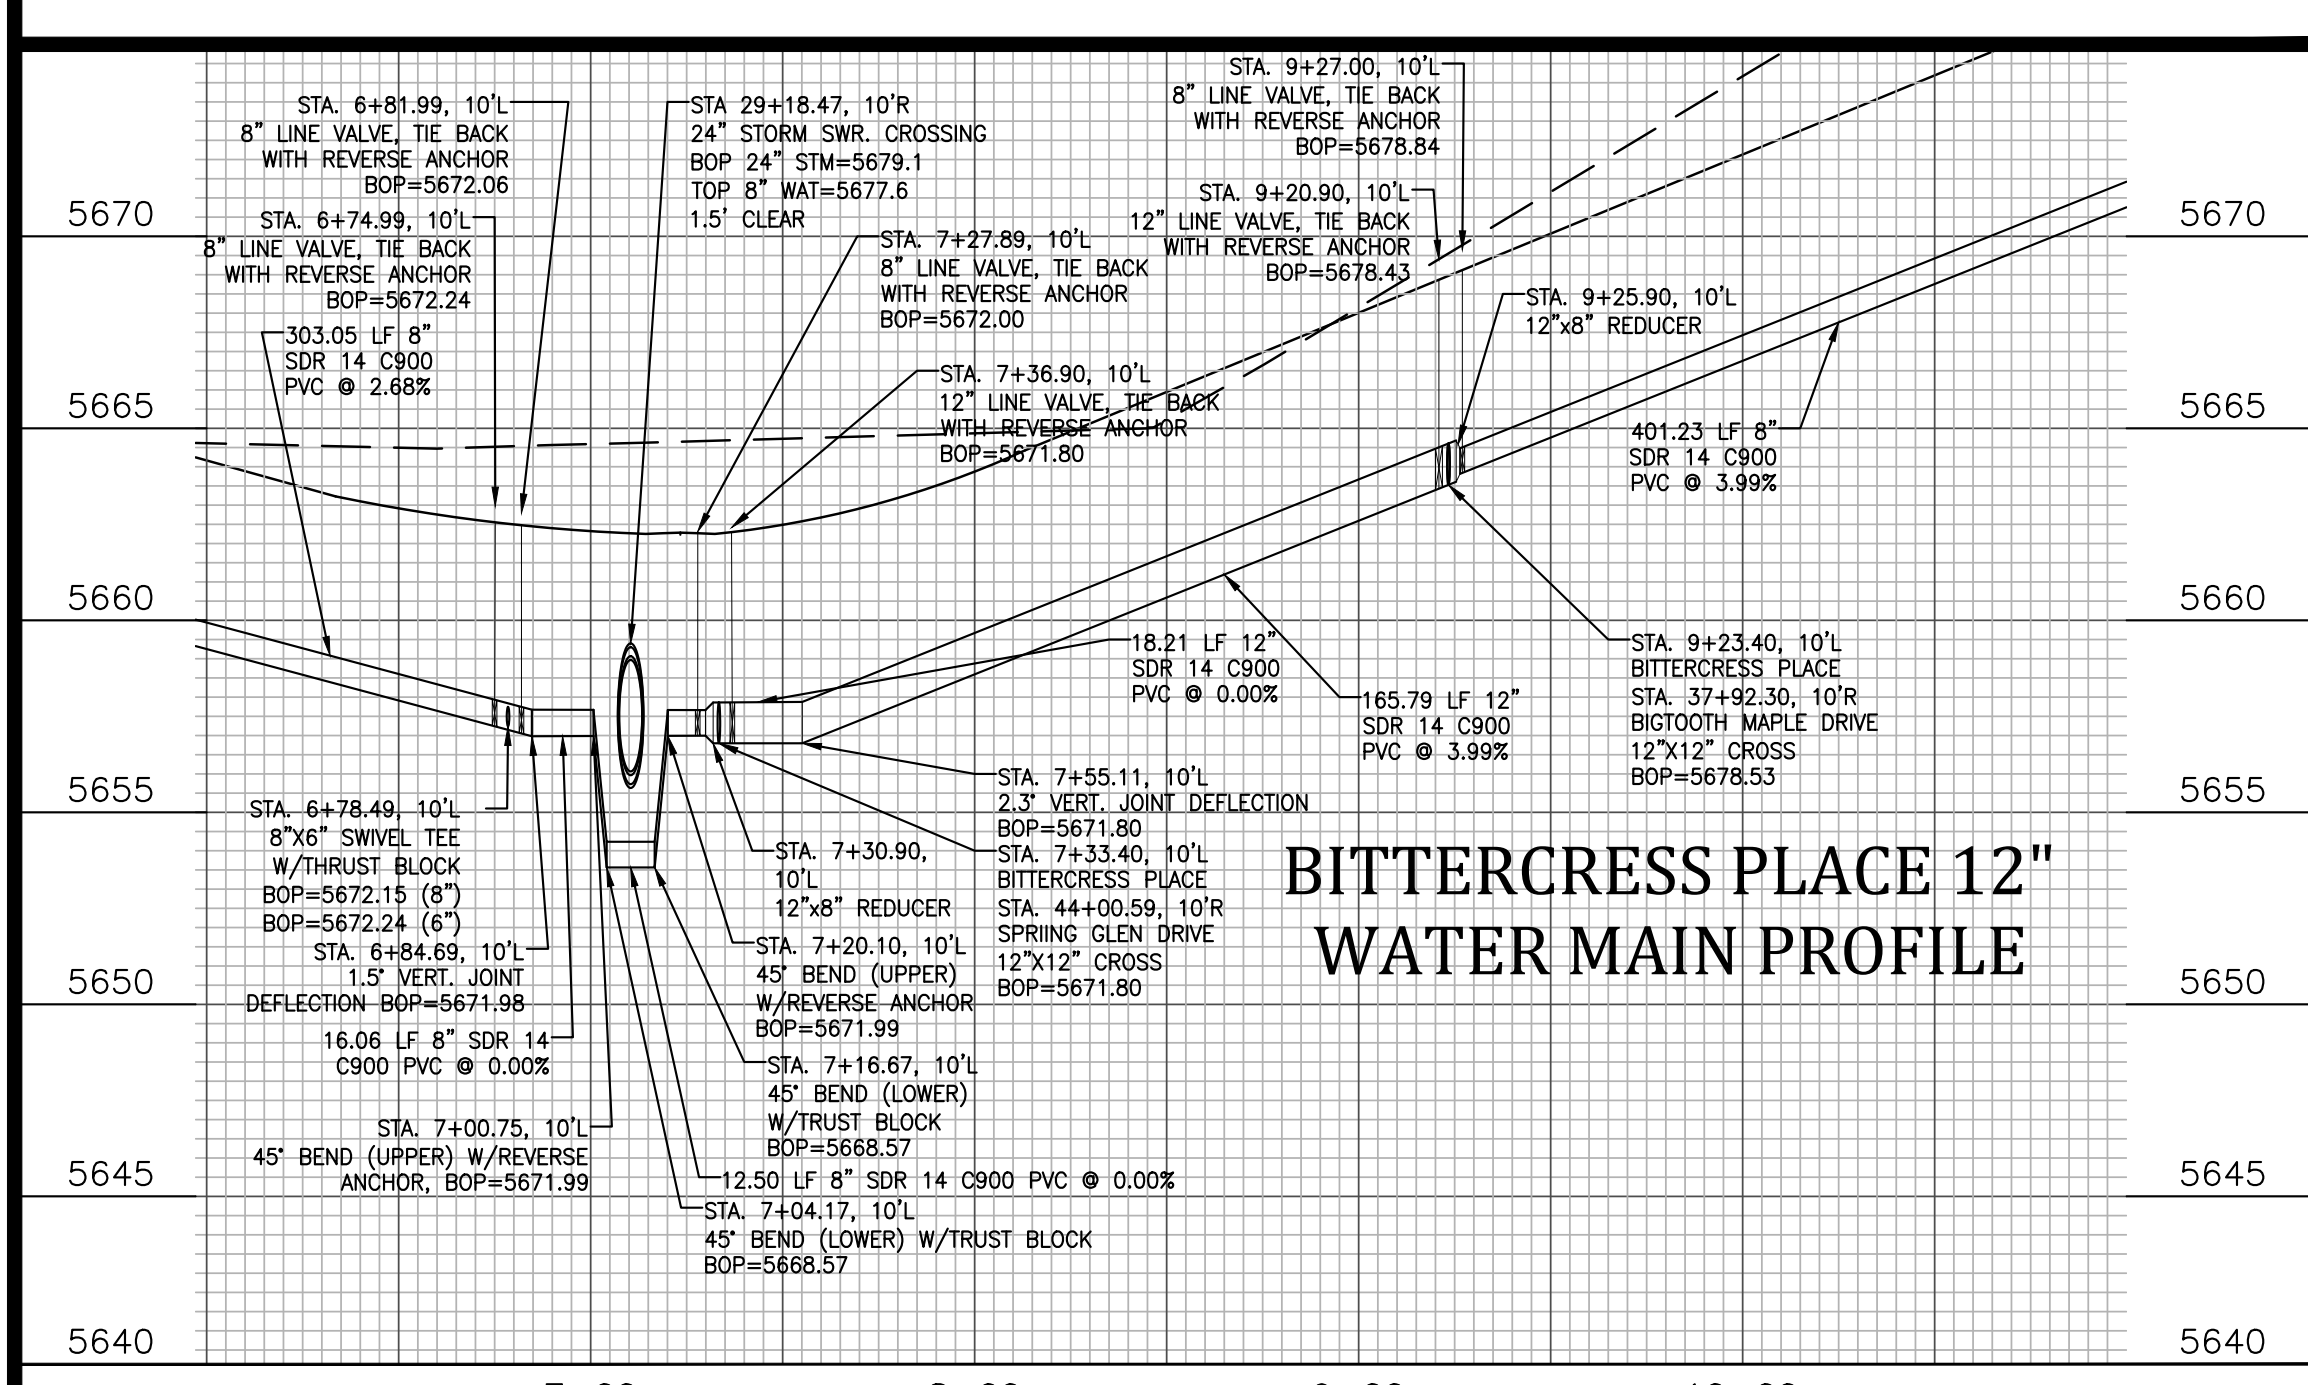 STA. 6+81.99, 10'L
8" LINE VALVE, TIE BACK
WITH REVERSE ANCHOR
BOP=5672.06
STA. 6+74.99, 10'L
8" LINE VALVE, TIE BACK
WITH REVERSE ANCHOR
BOP=5672.24
303.05 LF 8"
SDR 14 C900
PVC @ 2.68%
STA 29+18.47, 10'R
24" STORM SWR. CROSSING
BOP 24" STM=5679.1
TOP 8" WAT=5677.6
1.5' CLEAR
STA. 7+27.89, 10'L
8" LINE VALVE, TIE BACK
WITH REVERSE ANCHOR
BOP=5672.00
STA. 7+36.90, 10'L
12" LINE VALVE, TIE BACK
WITH REVERSE ANCHOR
BOP=5671.80
STA. 9+27.00, 10'L
8" LINE VALVE, TIE BACK
WITH REVERSE ANCHOR
BOP=5678.84
STA. 9+20.90, 10'L
12" LINE VALVE, TIE BACK
WITH REVERSE ANCHOR
BOP=5678.43
STA. 9+25.90, 10'L
12"x8" REDUCER
401.23 LF 8"
SDR 14 C900
PVC @ 3.99%
18.21 LF 12"
SDR 14 C900
PVC @ 0.00%
165.79 LF 12"
SDR 14 C900
PVC @ 3.99%
STA. 9+23.40, 10'L
BITTERCRESS PLACE
STA. 37+92.30, 10'R
BIGTOOTH MAPLE DRIVE
12"X12" CROSS
BOP=5678.53
STA. 6+78.49, 10'L
8"X6" SWIVEL TEE
W/THRUST BLOCK
BOP=5672.15 (8")
BOP=5672.24 (6")
STA. 6+84.69, 10'L
1.5° VERT. JOINT
DEFLECTION BOP=5671.98
16.06 LF 8" SDR 14
C900 PVC @ 0.00%
STA. 7+00.75, 10'L
45° BEND (UPPER) W/REVERSE
ANCHOR, BOP=5671.99
STA. 7+55.11, 10'L
2.3° VERT. JOINT DEFLECTION
BOP=5671.80
STA. 7+33.40, 10'L
BITTERCRESS PLACE
STA. 44+00.59, 10'R
SPRIING GLEN DRIVE
12"X12" CROSS
BOP=5671.80
STA. 7+30.90,
10'L
12"x8" REDUCER
STA. 7+20.10, 10'L
45° BEND (UPPER)
W/REVERSE ANCHOR
BOP=5671.99
STA. 7+16.67, 10'L
45° BEND (LOWER)
W/TRUST BLOCK
BOP=5668.57
12.50 LF 8" SDR 14 C900 PVC @ 0.00%
STA. 7+04.17, 10'L
45° BEND (LOWER) W/TRUST BLOCK
BOP=5668.57
BITTERCRESS PLACE 12"
WATER MAIN PROFILE
5670
5665
5660
5655
5650
5645
5640
5670
5665
5660
5655
5650
5645
5640